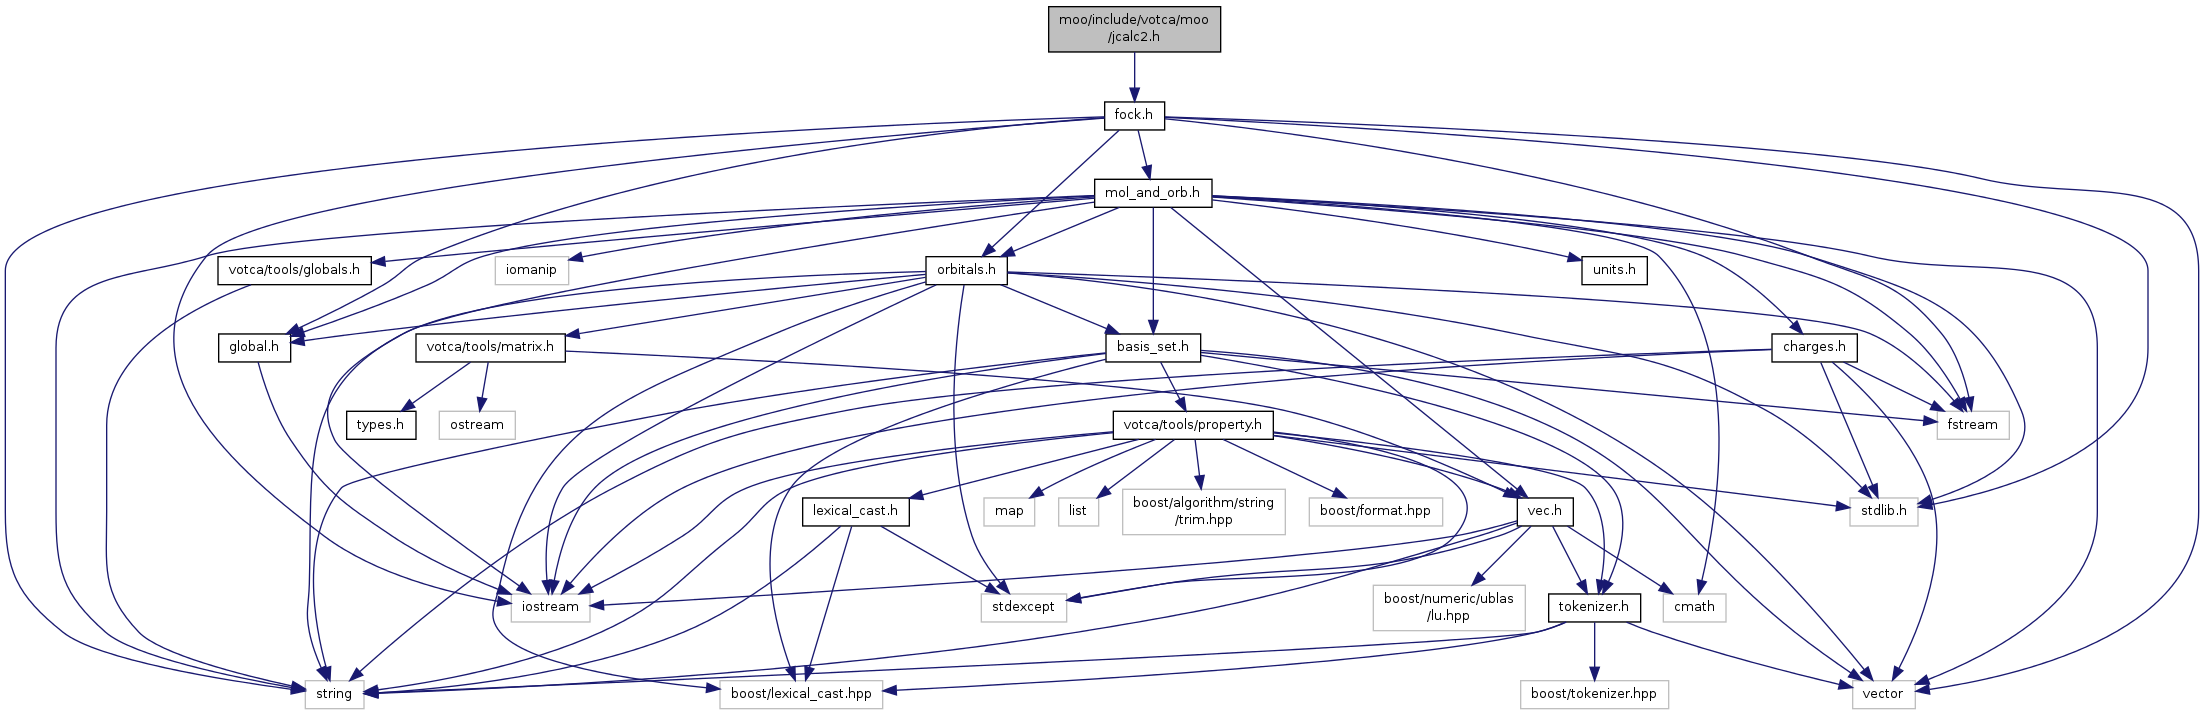 moo/include/votca/moo
/jcalc2.h
fock.h
mol_and_orb.h
votca/tools/globals.h
iomanip
orbitals.h
units.h
global.h
votca/tools/matrix.h
basis_set.h
charges.h
types.h
ostream
votca/tools/property.h
fstream
lexical_cast.h
map
list
boost/algorithm/string
/trim.hpp
boost/format.hpp
vec.h
stdlib.h
iostream
stdexcept
boost/numeric/ublas
/lu.hpp
tokenizer.h
cmath
string
boost/lexical_cast.hpp
boost/tokenizer.hpp
vector